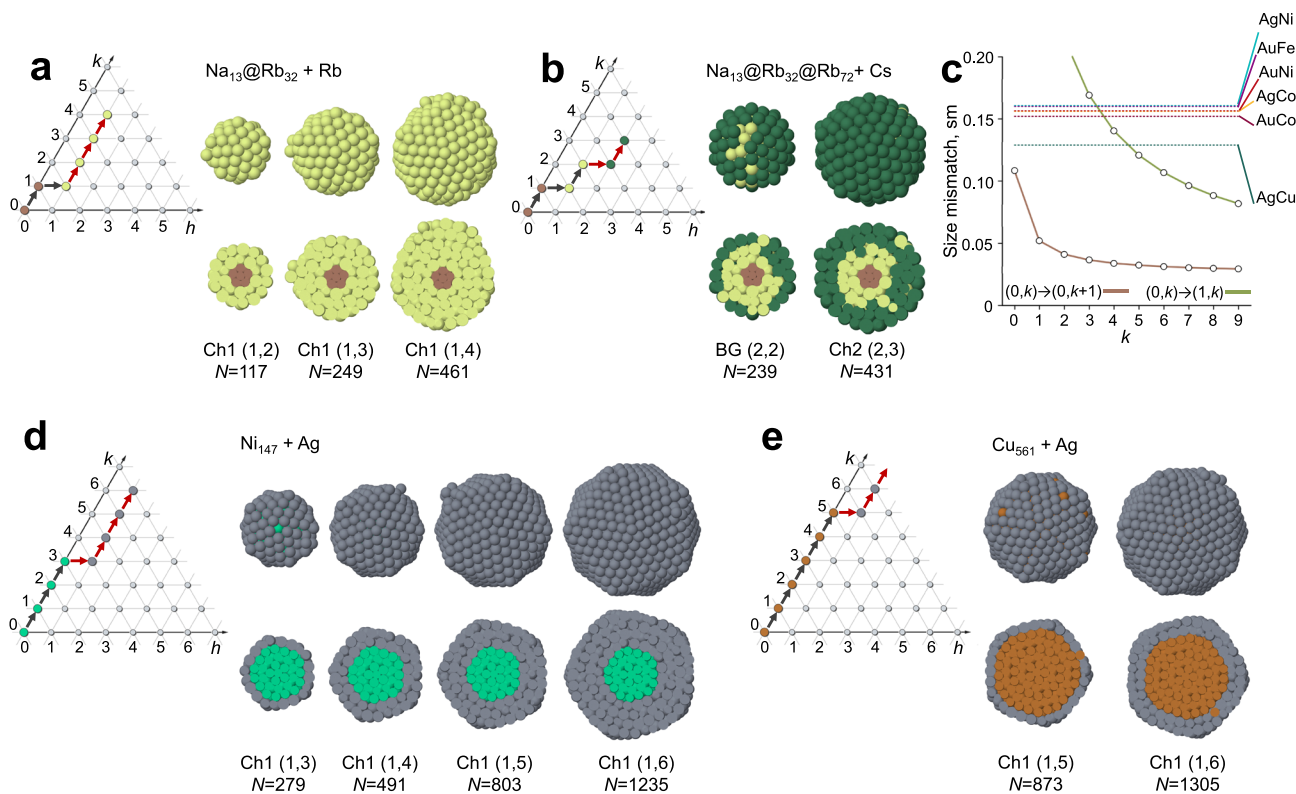 a
Na13@Rb32 + Rb
k
5
4
3
2
1
0
0 1 2 3 4 5 h
Ch1 (1,2)
N=117
Ch1 (1,3)
N=249
Ch1 (1,4)
N=461
b
Na13@Rb32@Rb72+ Cs
k
5
4
3
2
1
0
0 1 2 3 4 5 h
BG (2,2)
N=239
Ch2 (2,3)
N=431
c
Size mismatch, sm
0.20
0.15
0.10
0.05
0
0 1 2 3 4 5 6 7 8 9
k
(0,k)→(0,k+1)
(0,k)→(1,k)
AgNi
AuFe
AuNi
AgCo
AuCo
AgCu
d
Ni147 + Ag
k
6
5
4
3
2
1
0
0 1 2 3 4 5 6 h
Ch1 (1,3)
N=279
Ch1 (1,4)
N=491
Ch1 (1,5)
N=803
Ch1 (1,6)
N=1235
e
Cu561 + Ag
k
6
5
4
3
2
1
0
0 1 2 3 4 5 6 h
Ch1 (1,5)
N=873
Ch1 (1,6)
N=1305